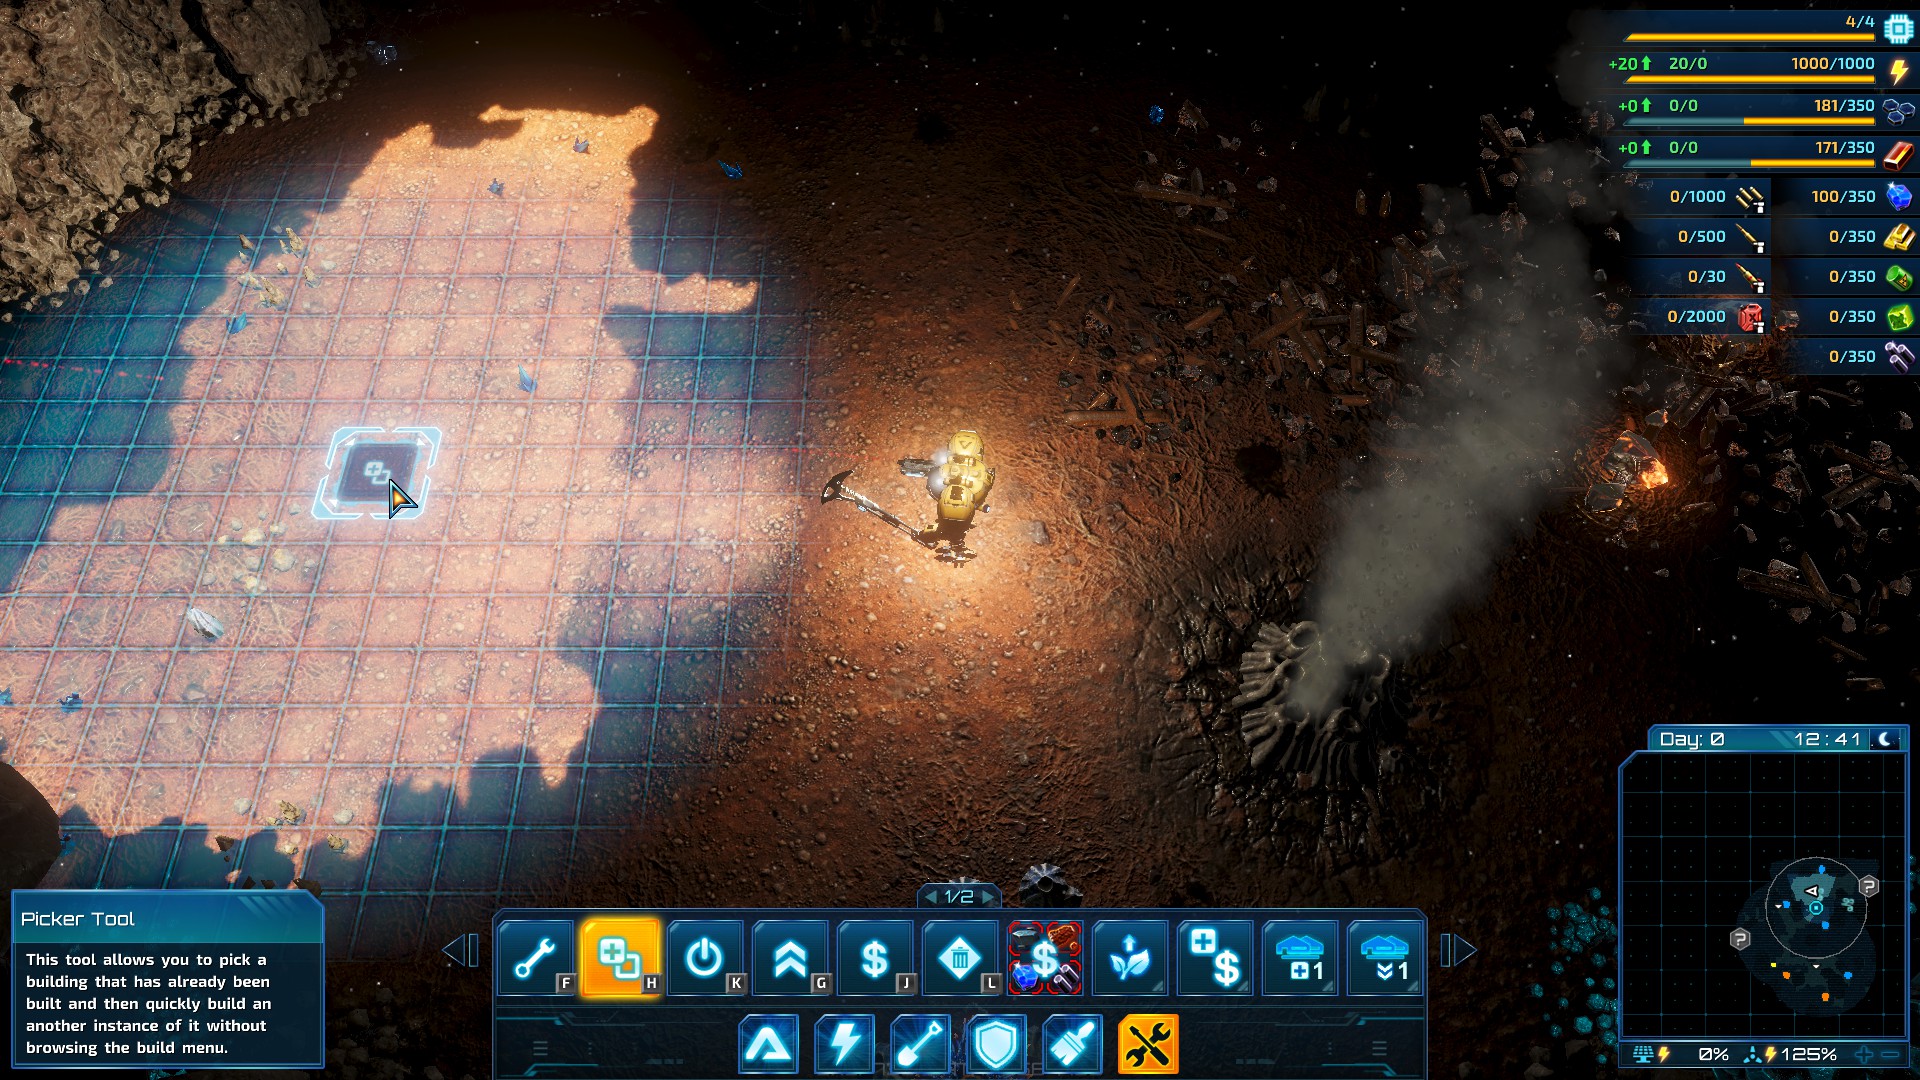 4/4
+20 20/0 1000/1000
+0 0/0 181/350
+0 0/0 171/350
0/1000 100/350
0/500 0/350
0/30 0/350
0/2000 0/350
0/350
Day: 0 12:41
?
?
0% 125%
1/2
F H K G $ J L $ $ 1 1
Picker Tool
This tool allows you to pick a
building that has already been
built and then quickly build an
another instance of it without
browsing the build menu.